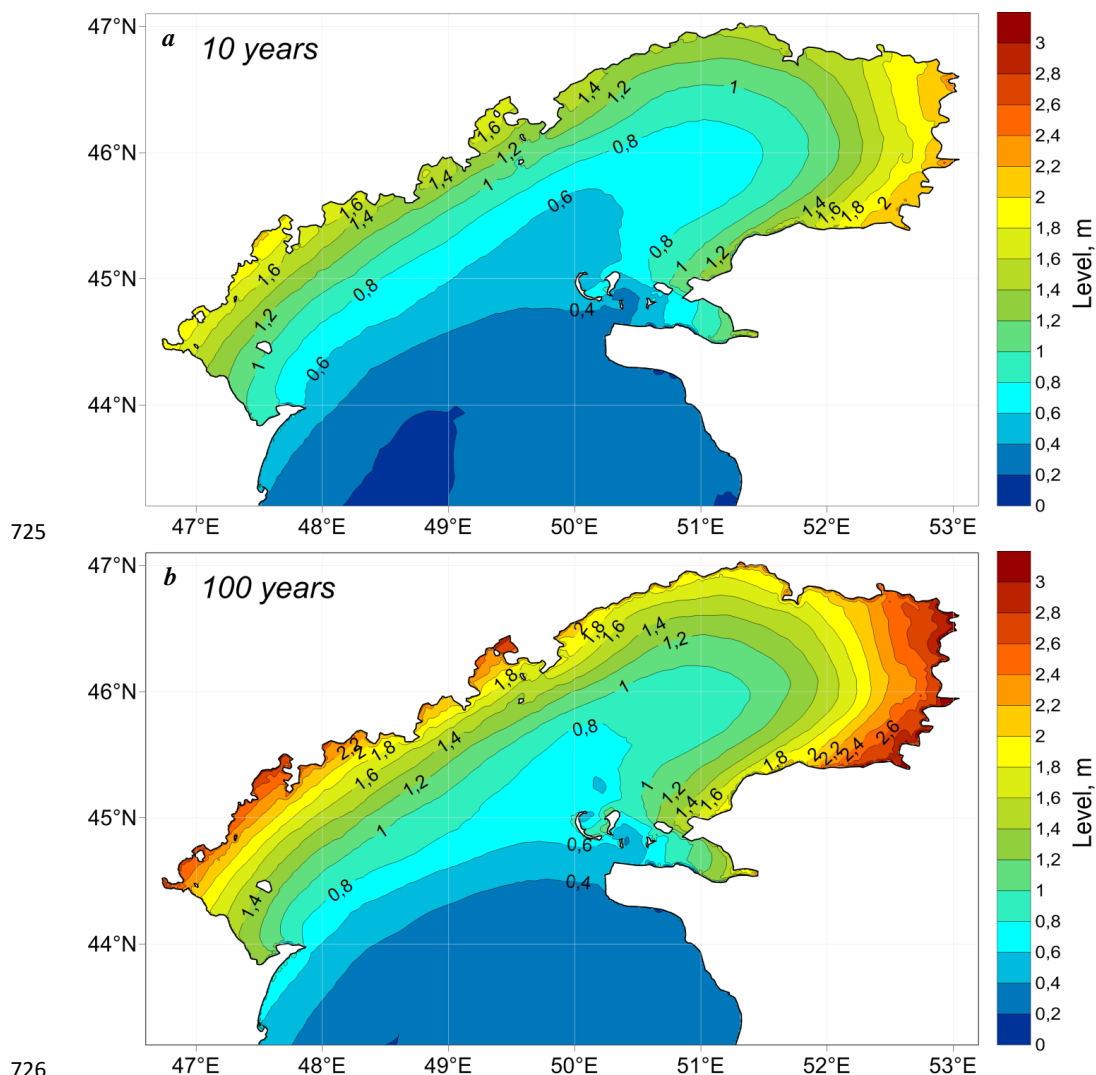 47°N
46°N
45°N
44°N
a 10 years
1,4 1,2 1
1,6
1,2 0,8
1,4 1
1,6 0,6
1,4 1,4 1,6 1,8 2
0,8 1,2
1,6 1
0,8
1,2 0,4
1 0,6
47°E 48°E 49°E 50°E 51°E 52°E 53°E
3
2,8
2,6
2,4
2,2
2
1,8
1,6
1,4
1,2
1
0,8
0,6
0,4
0,2
0
Level, m
725
47°N
46°N
45°N
44°N
b 100 years
2 1,8 1,6 1,4
1,2
1,8 1
2,2 2 1,8 1,4 0,8 2,6
1,8 2 2,2 2,4
1,6 1,2 1 1,2
1,4 1,6
1 0,6
0,8 0,4
1,4
47°E 48°E 49°E 50°E 51°E 52°E 53°E
3
2,8
2,6
2,4
2,2
2
1,8
1,6
1,4
1,2
1
0,8
0,6
0,4
0,2
0
Level, m
726